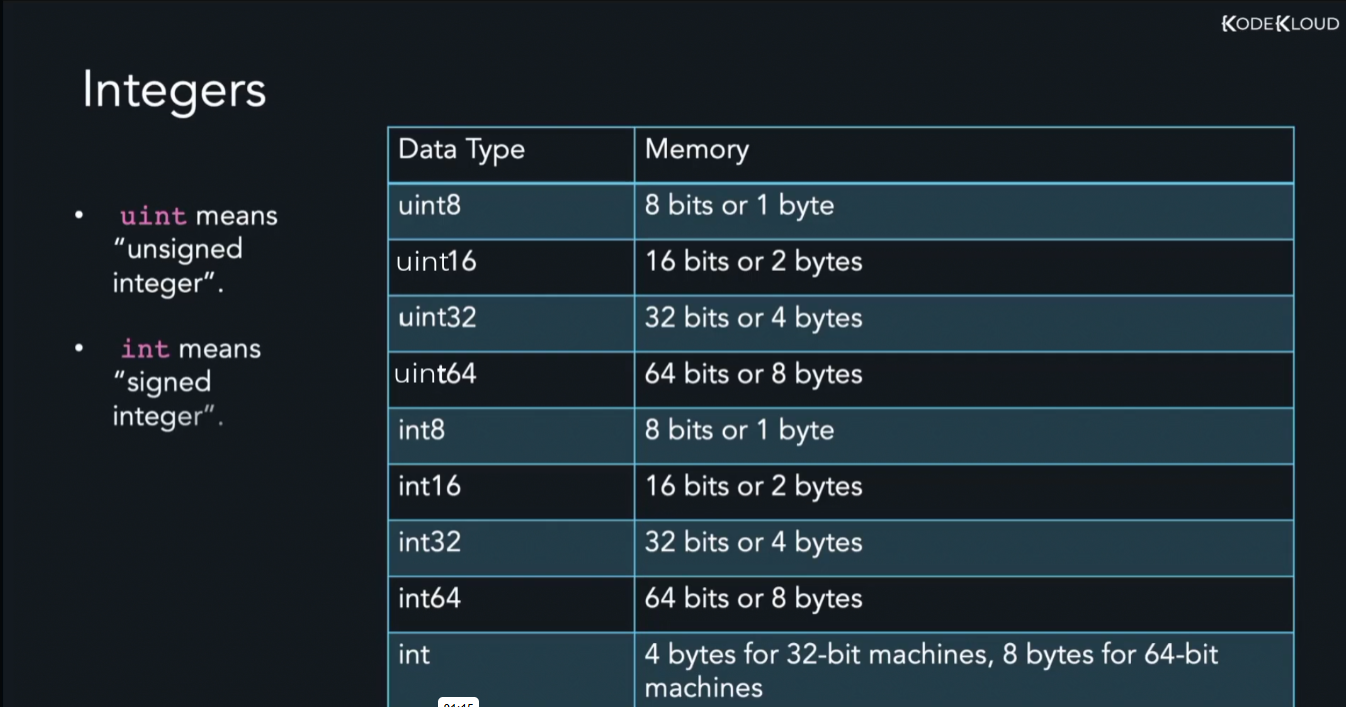 KODEKLOUD
Integers
• uint means
“unsigned
integer”.
• int means
“signed
integer”.
Data Type Memory
uint8 8 bits or 1 byte
uint16 16 bits or 2 bytes
uint32 32 bits or 4 bytes
uint64 64 bits or 8 bytes
int8 8 bits or 1 byte
int16 16 bits or 2 bytes
int32 32 bits or 4 bytes
int64 64 bits or 8 bytes
int 4 bytes for 32-bit machines, 8 bytes for 64-bit
machines